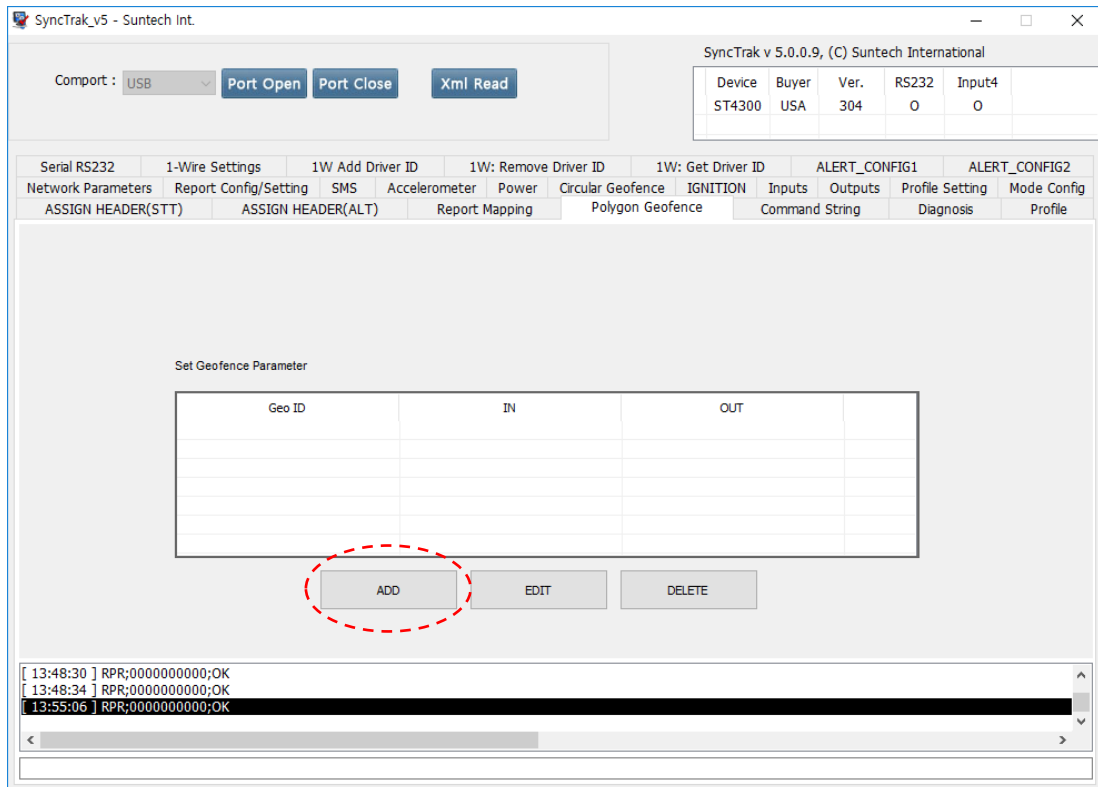 SyncTrak_v5 - Suntech Int.
SyncTrak v 5.0.0.9, (C) Suntech International
Comport : USB Port Open Port Close Xml Read
Device Buyer Ver. RS232 Input4
ST4300 USA 304 O O
Serial RS232 1-Wire Settings 1W Add Driver ID 1W: Remove Driver ID 1W: Get Driver ID ALERT_CONFIG1 ALERT_CONFIG2
Network Parameters Report Config/Setting SMS Accelerometer Power Circular Geofence IGNITION Inputs Outputs Profile Setting Mode Config
ASSIGN HEADER(STT) ASSIGN HEADER(ALT) Report Mapping Polygon Geofence Command String Diagnosis Profile
Set Geofence Parameter
Geo ID IN OUT
ADD EDIT DELETE
[ 13:48:30 ] RPR;0000000000;OK
[ 13:48:34 ] RPR;0000000000;OK
[ 13:55:06 ] RPR;0000000000;OK